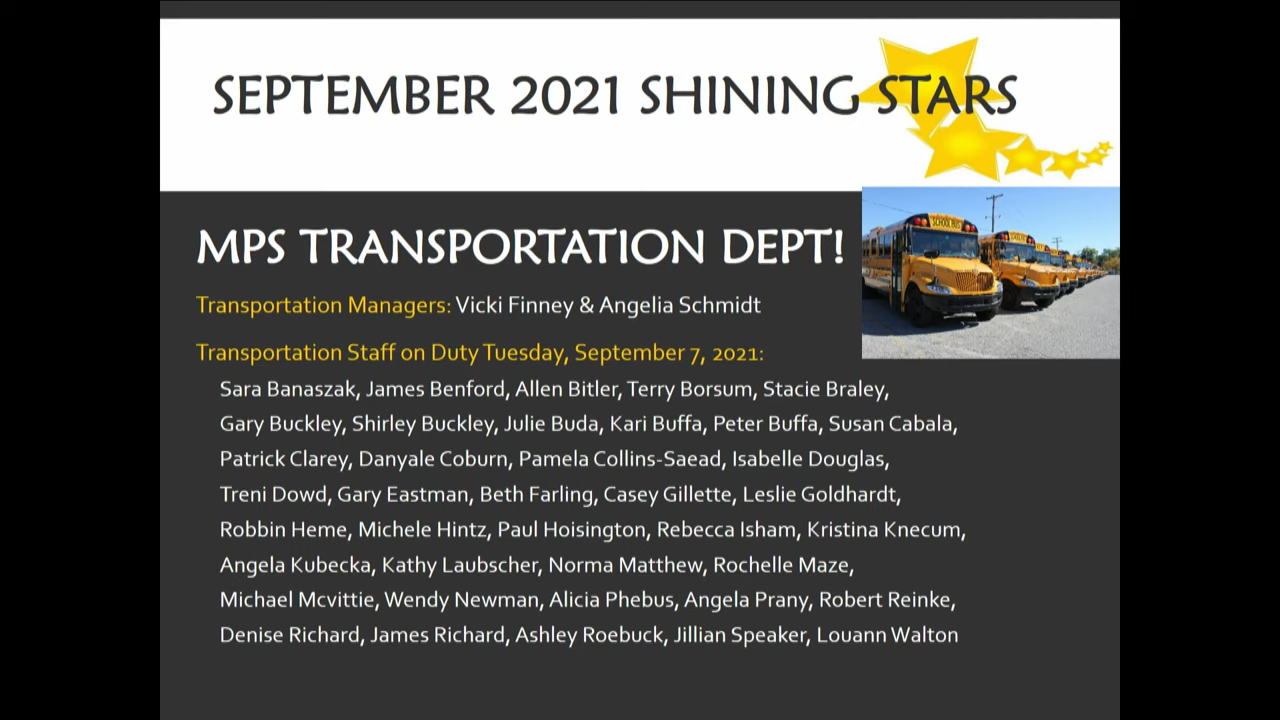 SEPTEMBER 2021 SHINING STARS
MPS TRANSPORTATION DEPT!
SCHOOL BUS
Transportation Managers: Vicki Finney & Angelia Schmidt
Transportation Staff on Duty Tuesday, September 7, 2021:
Sara Banaszak, James Benford, Allen Bitler, Terry Borsum, Stacie Braley,
Gary Buckley, Shirley Buckley, Julie Buda, Kari Buffa, Peter Buffa, Susan Cabala,
Patrick Clarey, Danyale Coburn, Pamela Collins-Saead, Isabelle Douglas,
Treni Dowd, Gary Eastman, Beth Farling, Casey Gillette, Leslie Goldhardt,
Robbin Heme, Michele Hintz, Paul Hoisington, Rebecca Isham, Kristina Knecum,
Angela Kubecka, Kathy Laubscher, Norma Matthew, Rochelle Maze,
Michael Mcvittie, Wendy Newman, Alicia Phebus, Angela Prany, Robert Reinke,
Denise Richard, James Richard, Ashley Roebuck, Jillian Speaker, Louann Walton